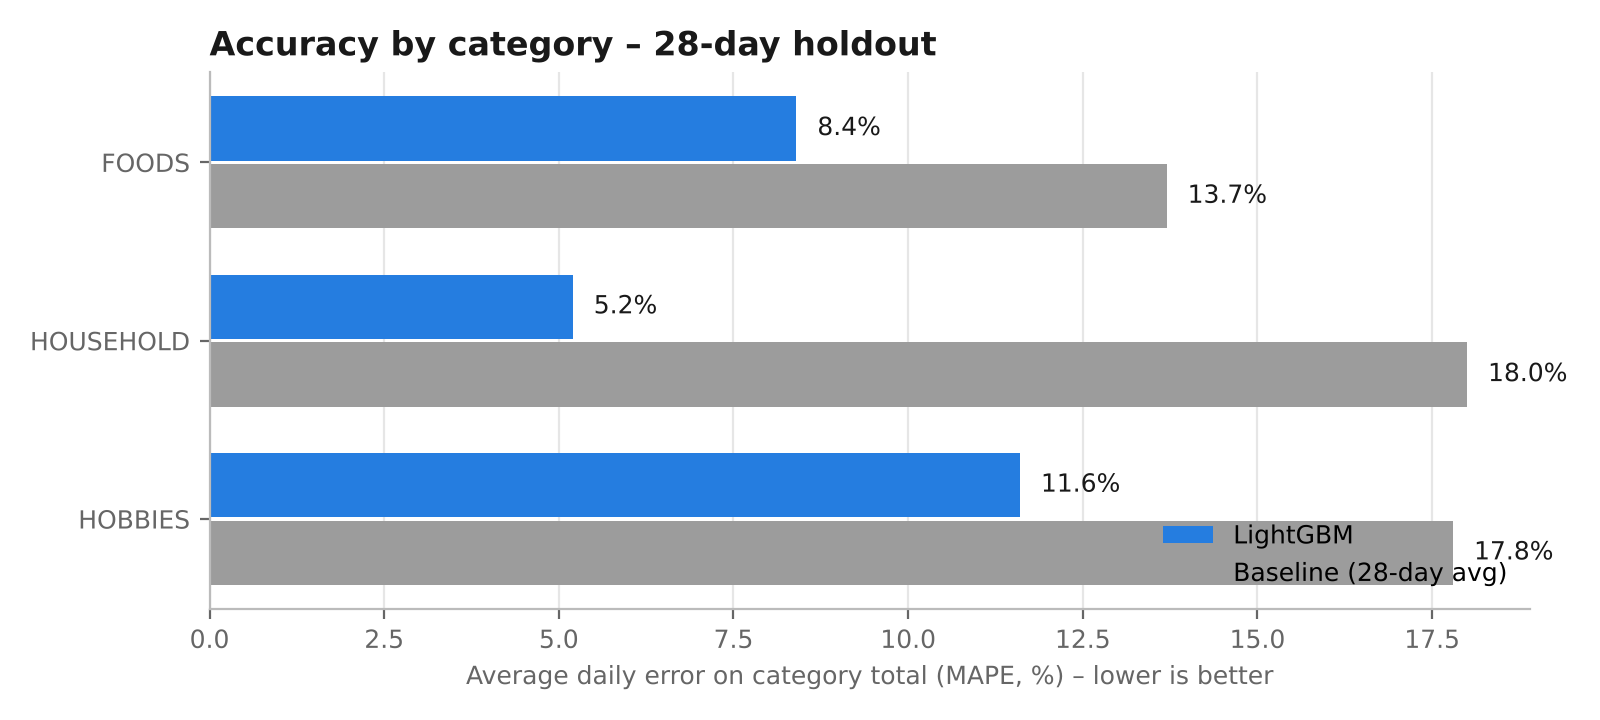 Accuracy by category – 28-day holdout
FOODS
8.4%
13.7%
HOUSEHOLD
5.2%
18.0%
HOBBIES
11.6%
17.8%
LightGBM
Baseline (28-day avg)
0.0 2.5 5.0 7.5 10.0 12.5 15.0 17.5
Average daily error on category total (MAPE, %) – lower is better